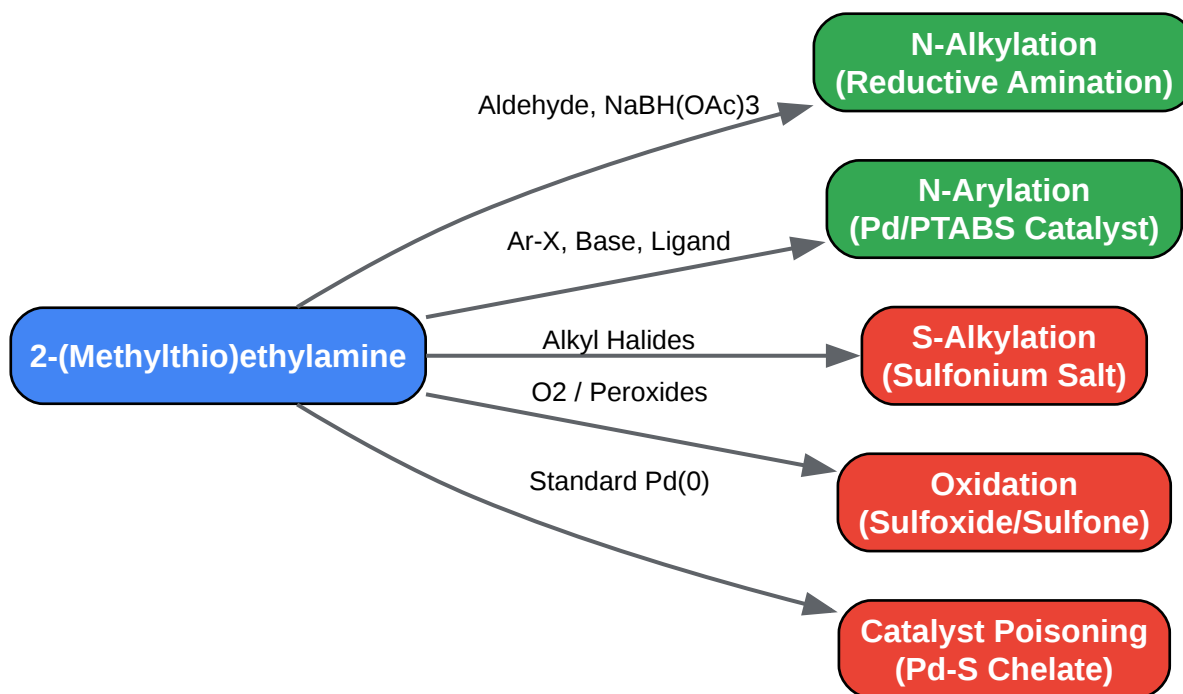 N-Alkylation
(Reductive Amination)
Aldehyde, NaBH(OAc)3
N-Arylation
(Pd/PTABS Catalyst)
Ar-X, Base, Ligand
2-(Methylthio)ethylamine
Alkyl Halides
S-Alkylation
(Sulfonium Salt)
O2 / Peroxides
Oxidation
(Sulfoxide/Sulfone)
Standard Pd(0)
Catalyst Poisoning
(Pd-S Chelate)